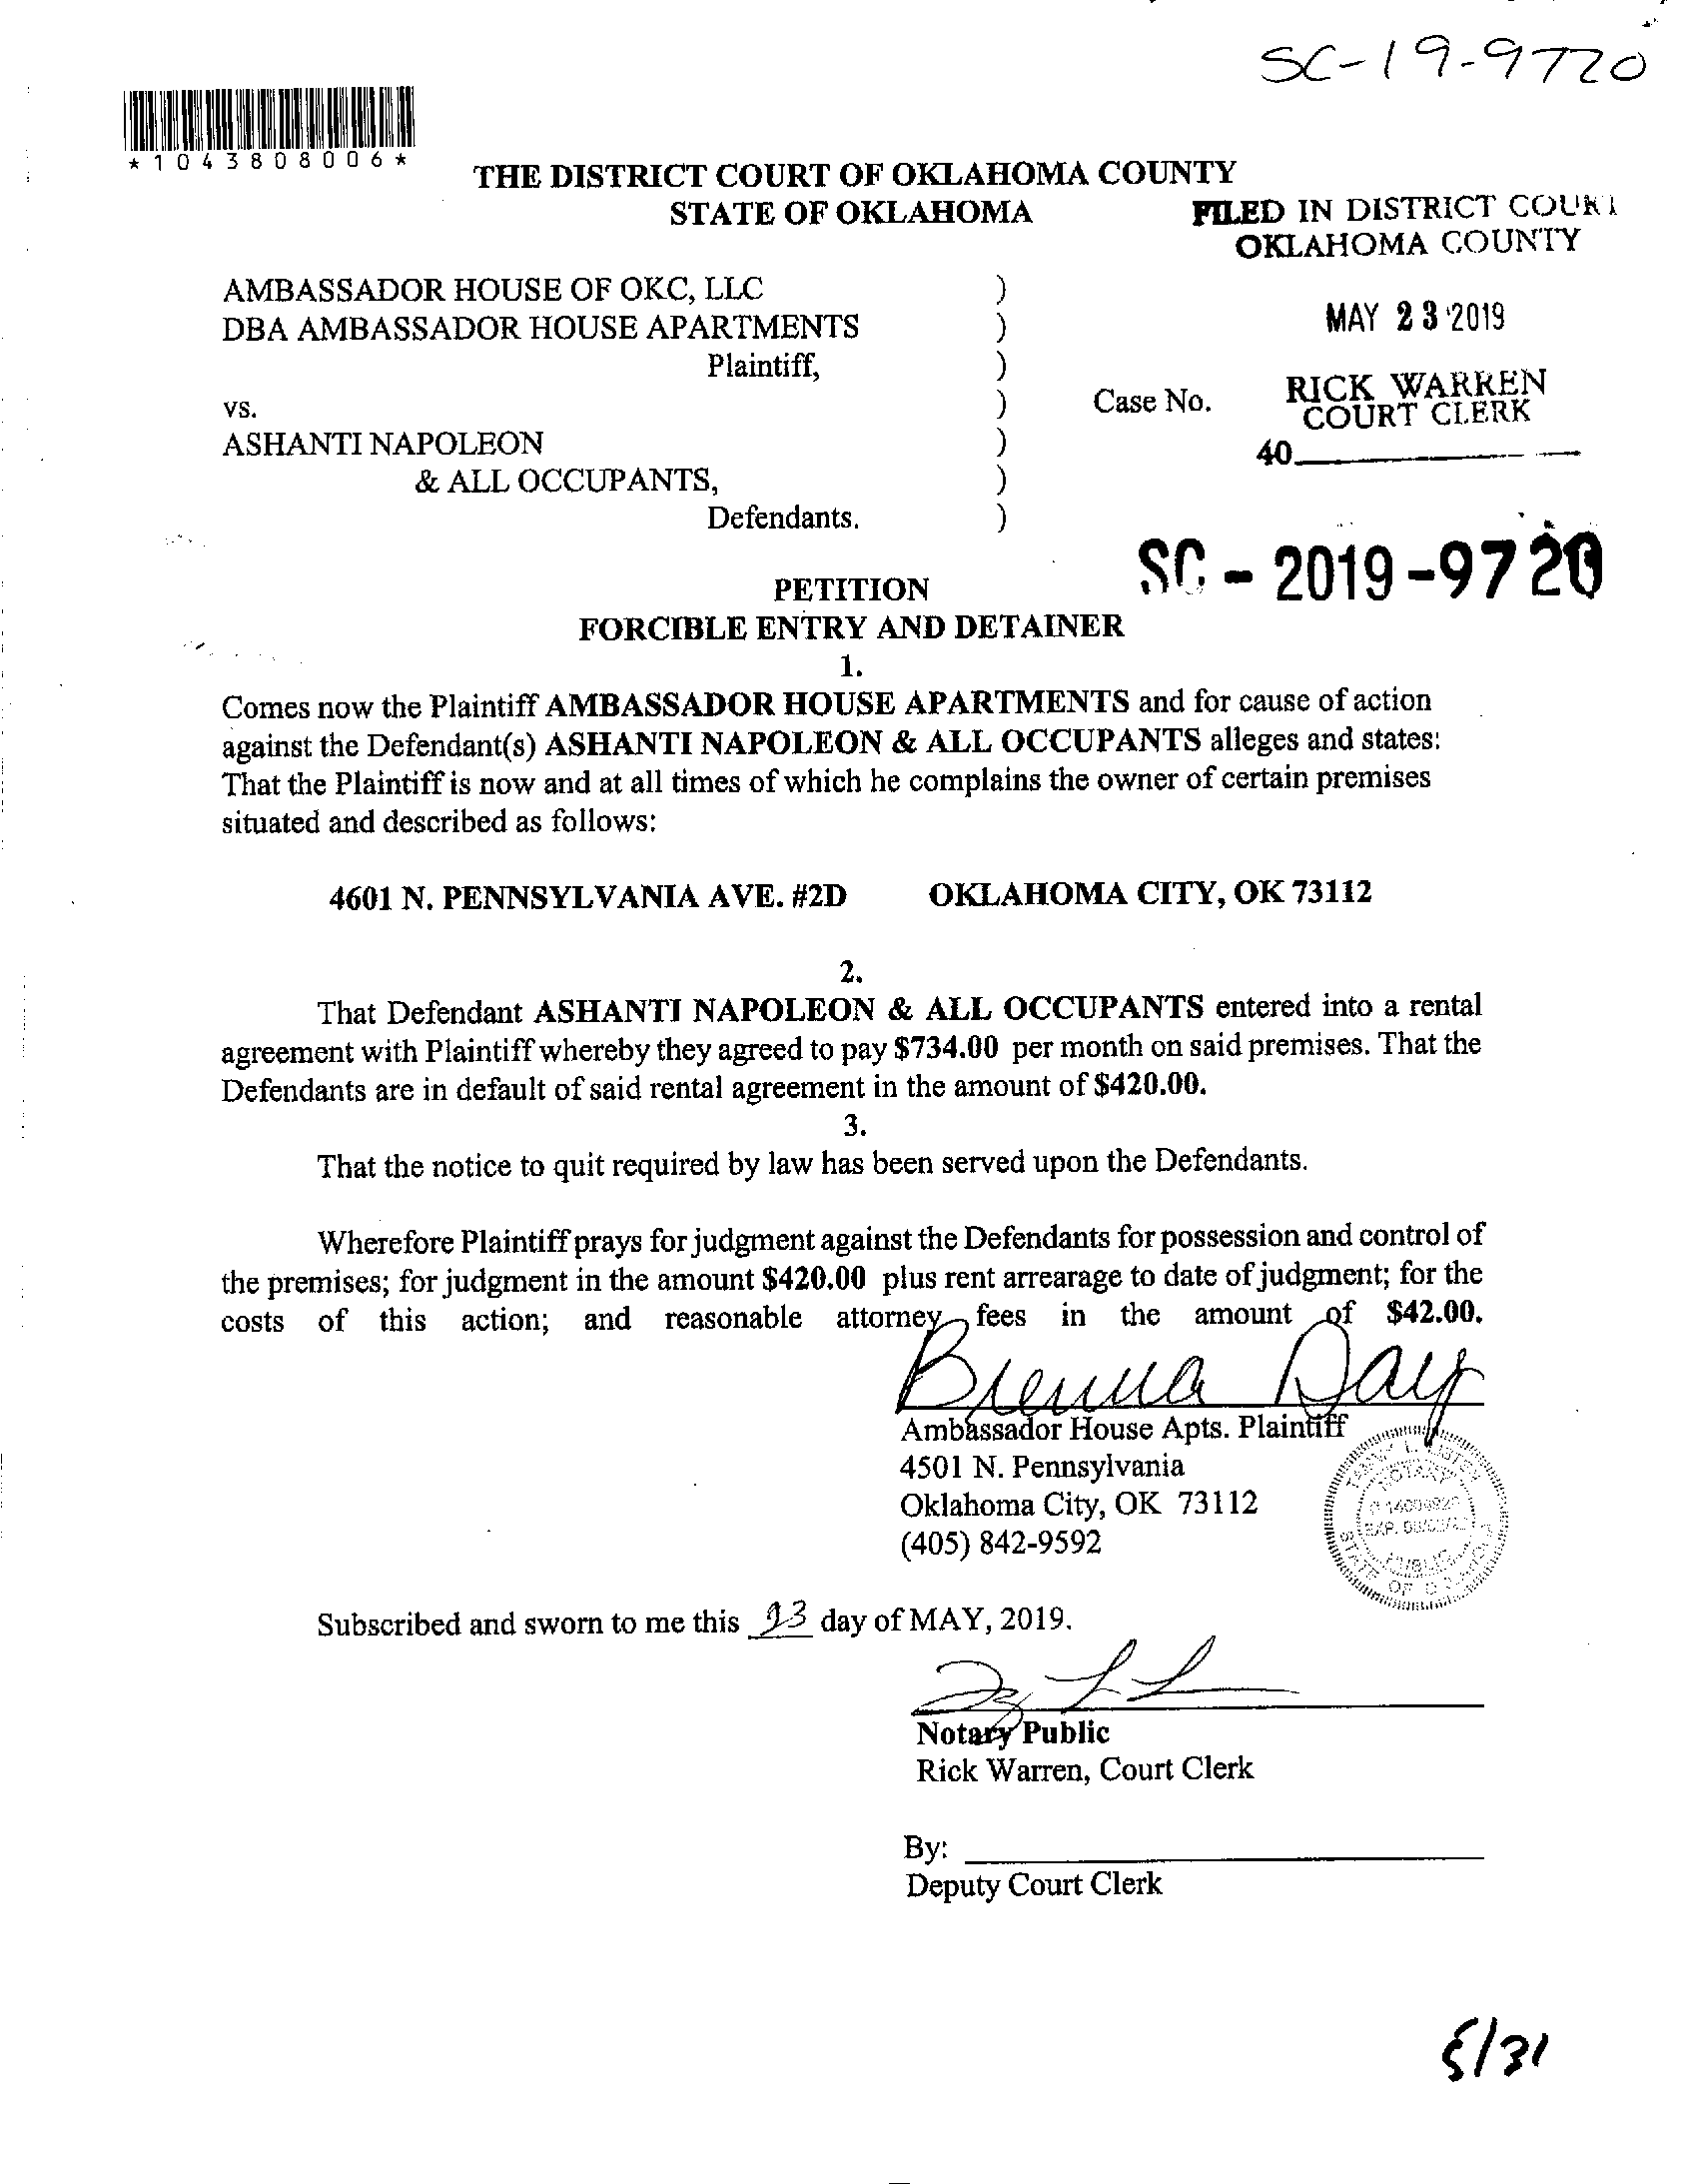 SC-19-9720
*1043808006*
THE DISTRICT COURT OF OKLAHOMA COUNTY
STATE OF OKLAHOMA
FILED IN DISTRICT COURT
OKLAHOMA COUNTY
AMBASSADOR HOUSE OF OKC, LLC )
DBA AMBASSADOR HOUSE APARTMENTS )
MAY 23 2019
Plaintiff, )
vs. ) Case No.
RICK WARREN
COURT CLERK
ASHANTI NAPOLEON )
40
& ALL OCCUPANTS, )
Defendants. )
SC - 2019 - 9720
PETITION
FORCIBLE ENTRY AND DETAINER
1.
Comes now the Plaintiff AMBASSADOR HOUSE APARTMENTS and for cause of action
against the Defendant(s) ASHANTI NAPOLEON & ALL OCCUPANTS alleges and states:
That the Plaintiff is now and at all times of which he complains the owner of certain premises
situated and described as follows:
4601 N. PENNSYLVANIA AVE. #2D OKLAHOMA CITY, OK 73112
2.
That Defendant ASHANTI NAPOLEON & ALL OCCUPANTS entered into a rental
agreement with Plaintiff whereby they agreed to pay $734.00 per month on said premises. That the
Defendants are in default of said rental agreement in the amount of $420.00.
3.
That the notice to quit required by law has been served upon the Defendants.
Wherefore Plaintiff prays for judgment against the Defendants for possession and control of
the premises; for judgment in the amount $420.00 plus rent arrearage to date of judgment; for the
costs of this action; and reasonable attorney fees in the amount of $42.00.
Brenna Day
Ambassador House Apts. Plaintiff
4501 N. Pennsylvania
Oklahoma City, OK 73112
(405) 842-9592
NOTARY
PUBLIC
STATE OF
Subscribed and sworn to me this 23 day of MAY, 2019.
Notary Public
Rick Warren, Court Clerk
By:
Deputy Court Clerk
5/31